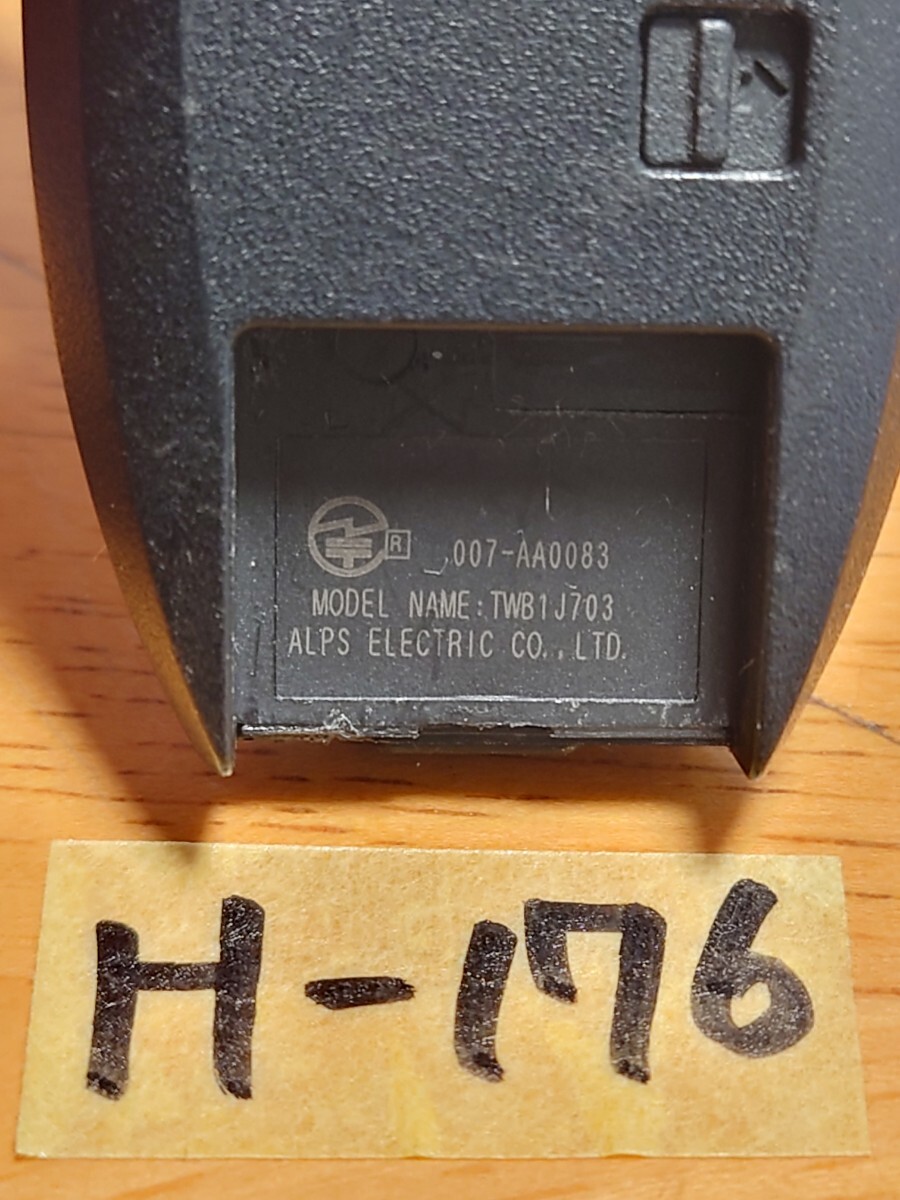 R 007-AA0083
MODEL NAME:TWB1J703
ALPS ELECTRIC CO.,LTD.
H-176